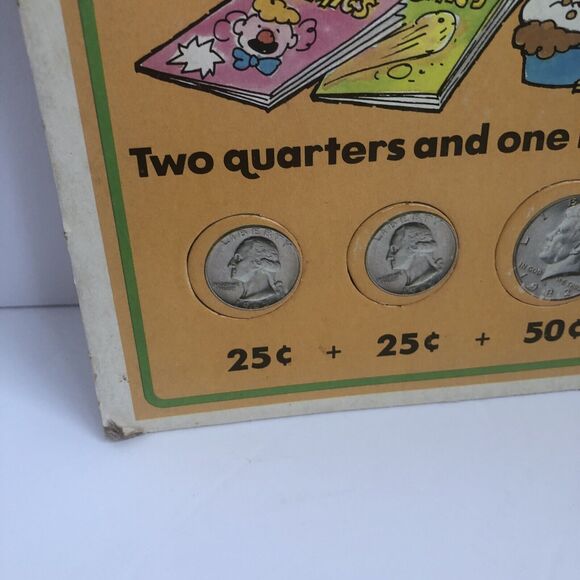 Two quarters and one
LIBERTY
LIBERTY
25¢ + 25¢ + 50¢